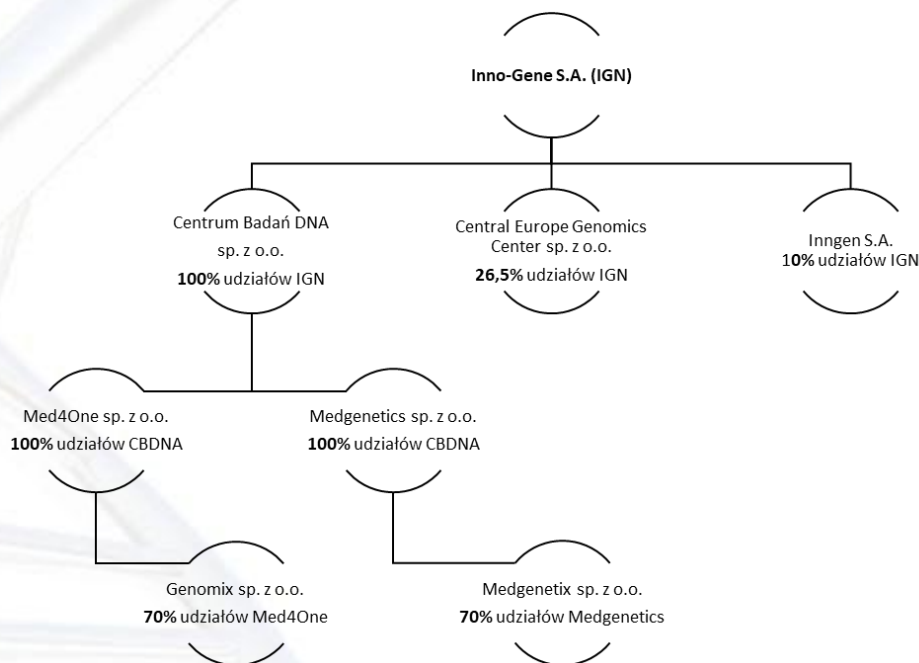 Inno-Gene S.A. (IGN)
Centrum Badań DNA
sp. z o.o.
100% udziałów IGN
Central Europe Genomics
Center sp. z o.o.
26,5% udziałów IGN
Inngen S.A.
10% udziałów IGN
Med4One sp. z o.o.
100% udziałów CBDNA
Medgenetics sp. z o.o.
100% udziałów CBDNA
Genomix sp. z o.o.
70% udziałów Med4One
Medgenetix sp. z o.o.
70% udziałów Medgenetics